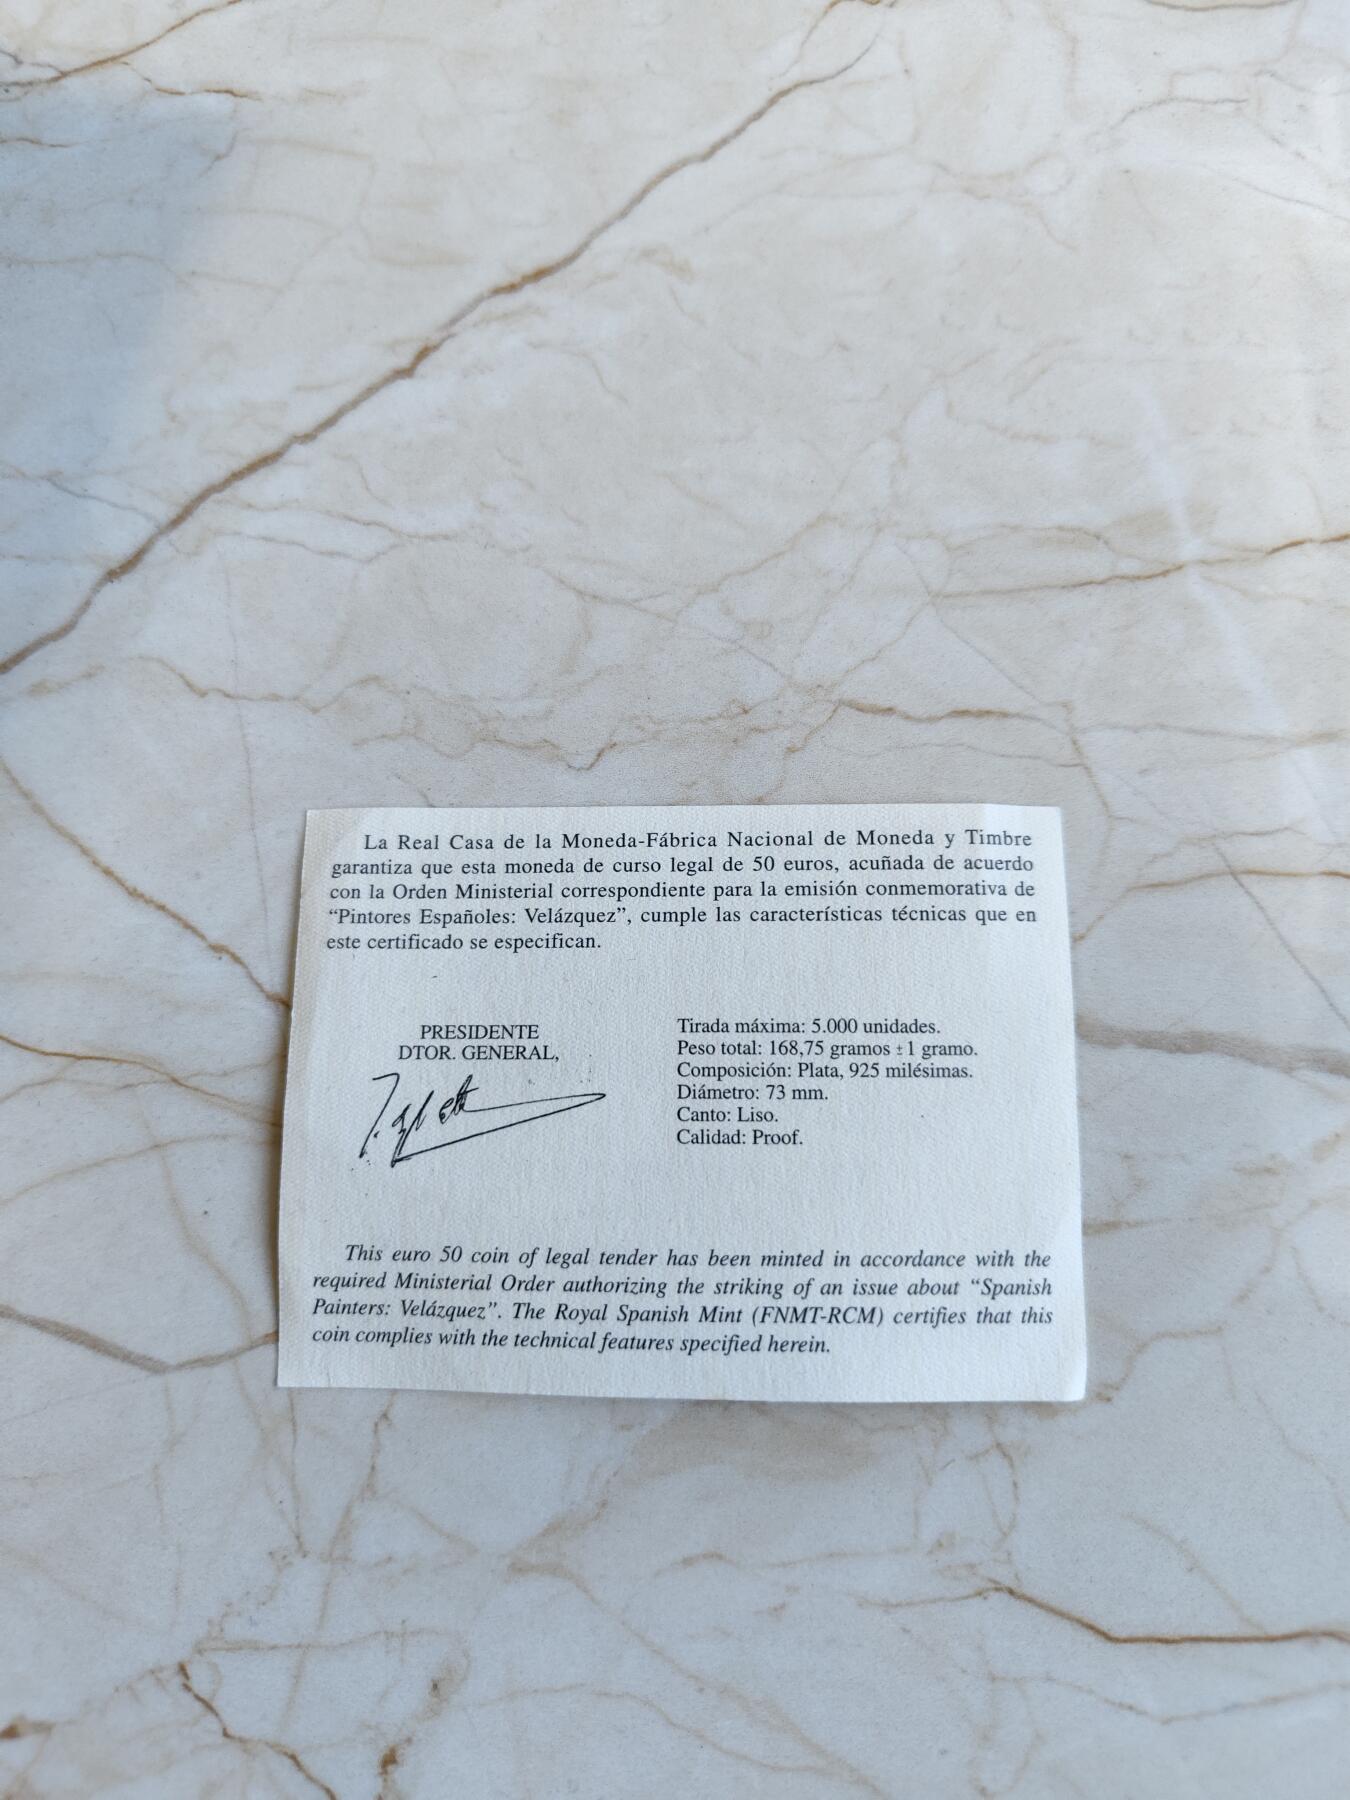 La Real Casa de la Moneda-Fábrica Nacional de Moneda y Timbre
garantiza que esta moneda de curso legal de 50 euros, acuñada de acuerdo
con la Orden Ministerial correspondiente para la emisión conmemorativa de
“Pintores Españoles: Velázquez”, cumple las características técnicas que en
este certificado se especifican.
PRESIDENTE
DTOR. GENERAL,
Tirada máxima: 5.000 unidades.
Peso total: 168,75 gramos ± 1 gramo.
Composición: Plata, 925 milésimas.
Diámetro: 73 mm.
Canto: Liso.
Calidad: Proof.
This euro 50 coin of legal tender has been minted in accordance with the
required Ministerial Order authorizing the striking of an issue about “Spanish
Painters: Velázquez”. The Royal Spanish Mint (FNMT-RCM) certifies that this
coin complies with the technical features specified herein.